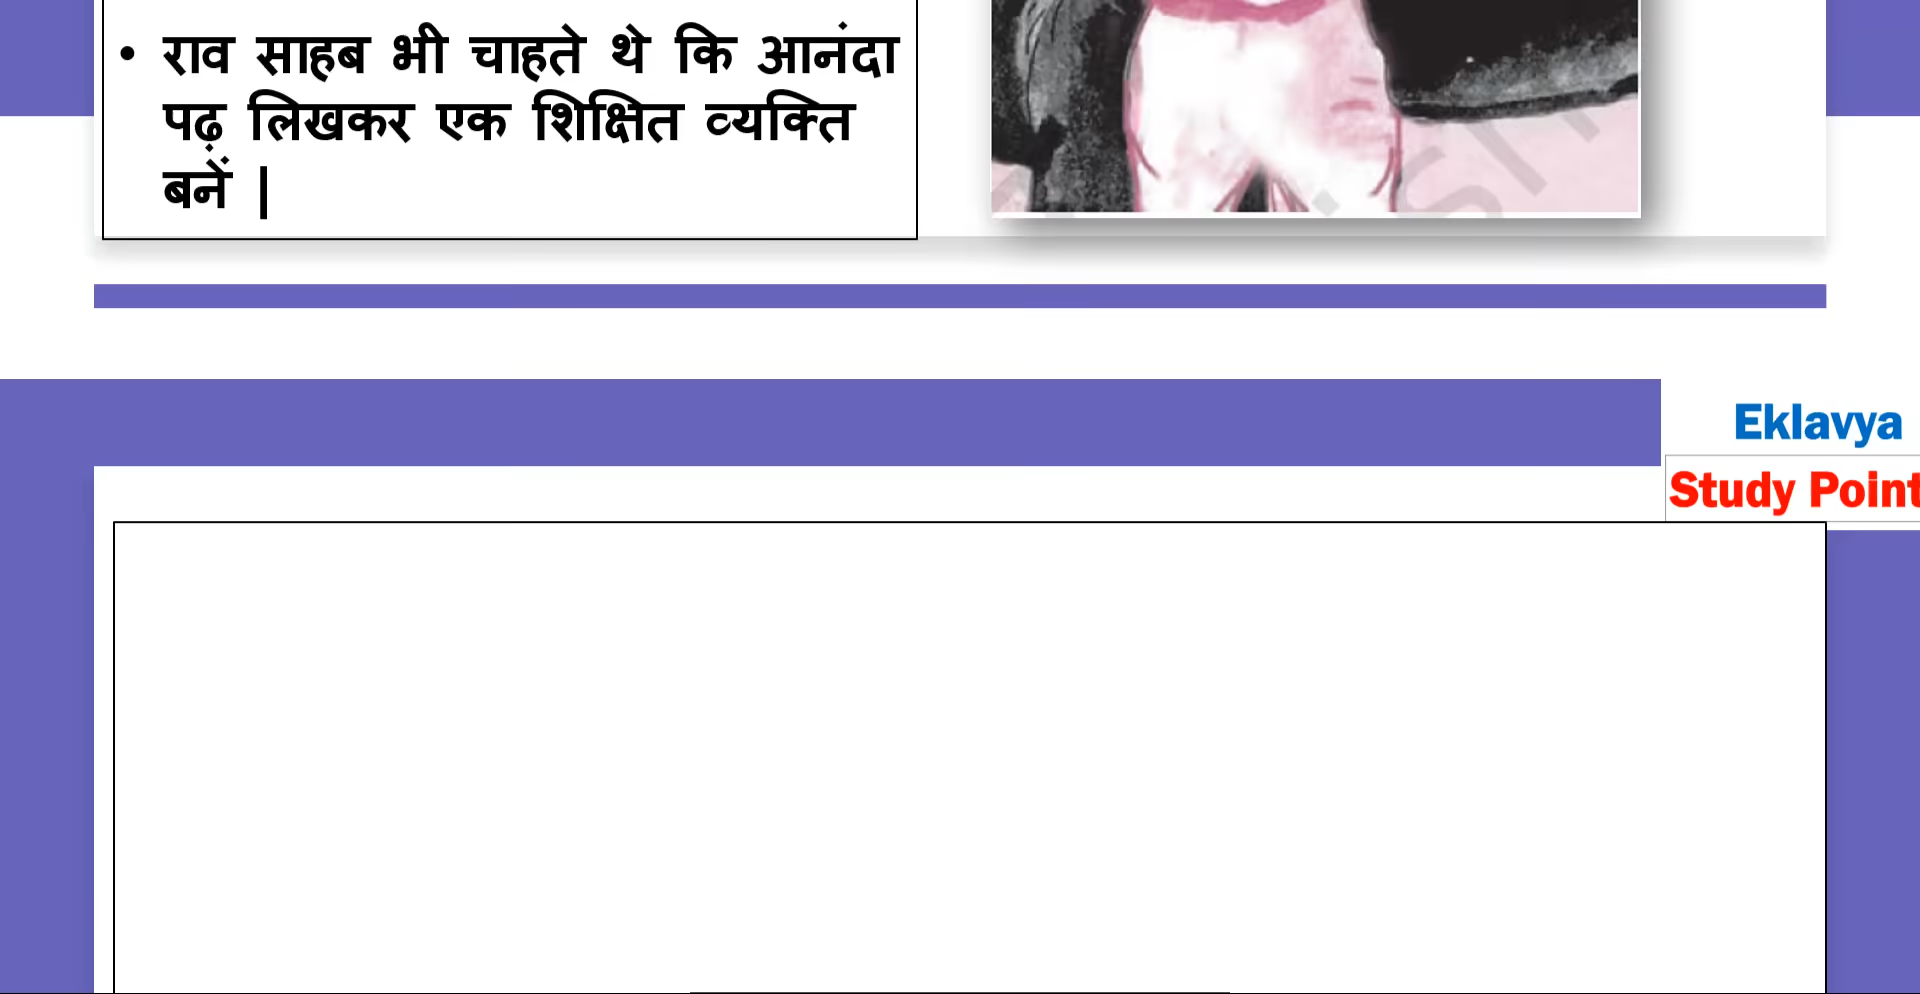 • राव साहब भी चाहते थे कि आनंदा
पढ़ लिखकर एक शिक्षित व्यक्ति
बनें |
Eklavya
Study Point